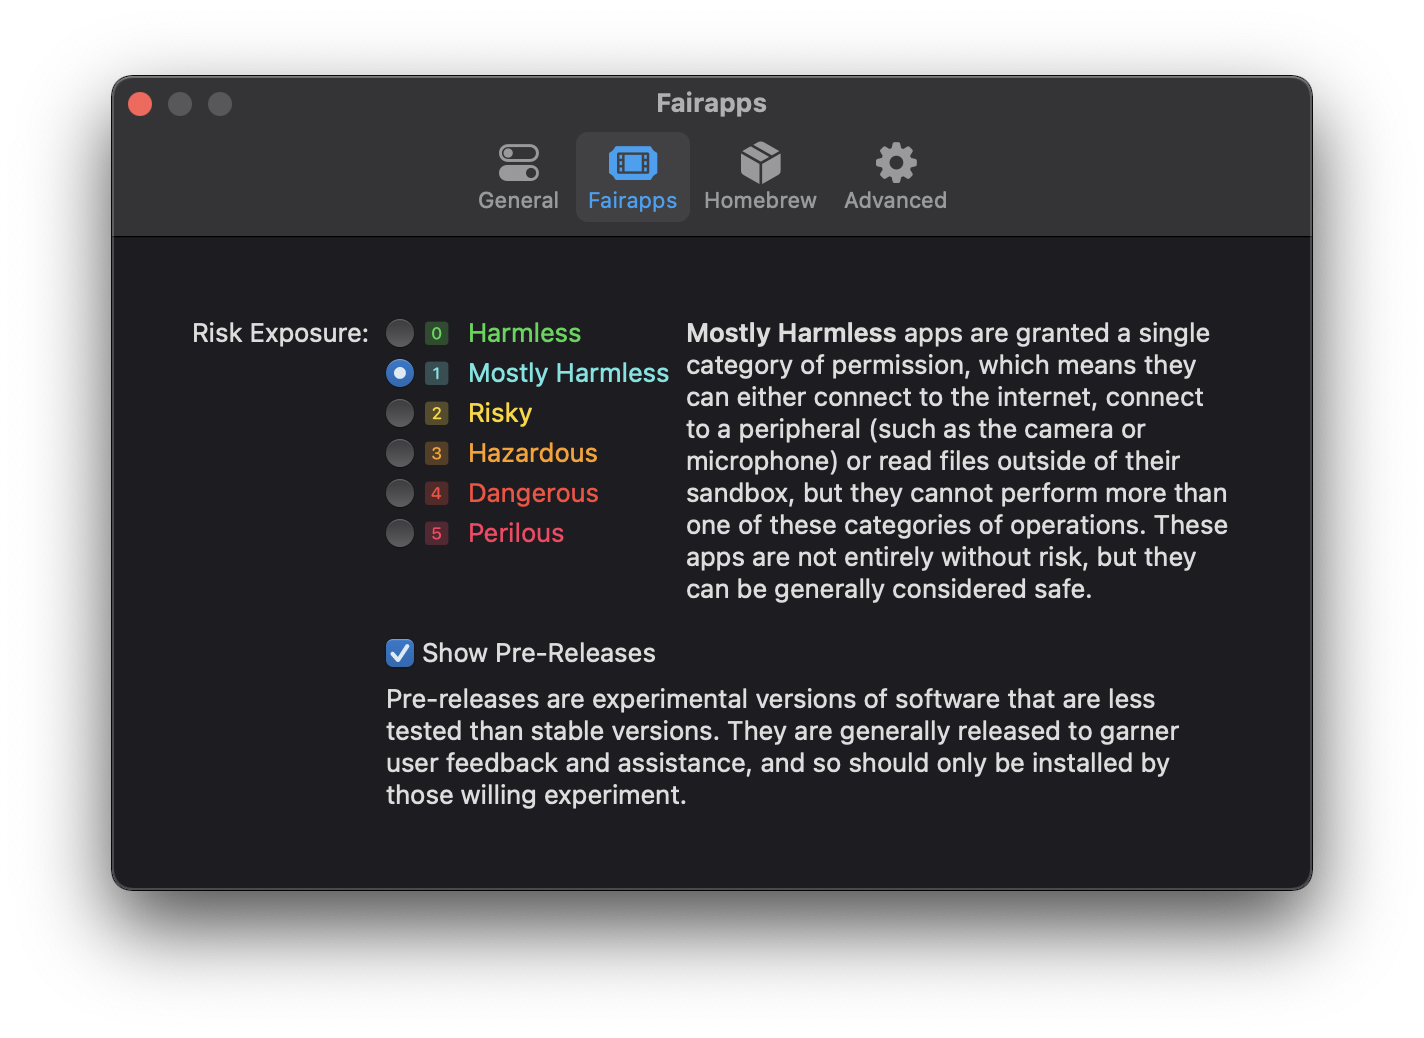 Fairapps
General
Fairapps
Homebrew
Advanced
Risk Exposure:
0 Harmless
1 Mostly Harmless
2 Risky
3 Hazardous
4 Dangerous
5 Perilous
Mostly Harmless apps are granted a single
category of permission, which means they
can either connect to the internet, connect
to a peripheral (such as the camera or
microphone) or read files outside of their
sandbox, but they cannot perform more than
one of these categories of operations. These
apps are not entirely without risk, but they
can be generally considered safe.
Show Pre-Releases
Pre-releases are experimental versions of software that are less
tested than stable versions. They are generally released to garner
user feedback and assistance, and so should only be installed by
those willing experiment.